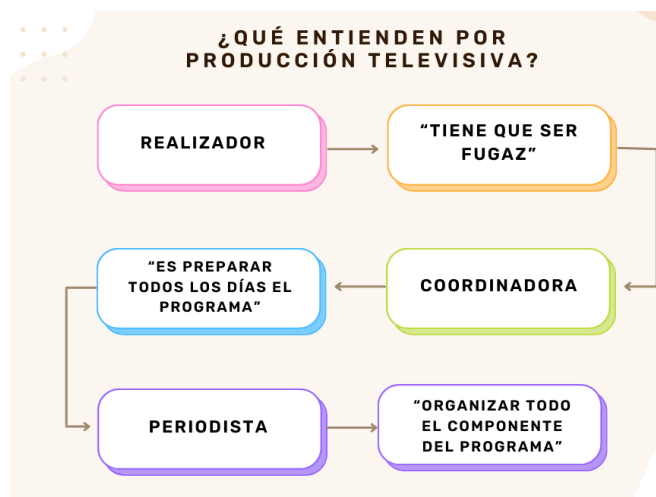 ¿QUÉ ENTIENDEN POR
PRODUCCIÓN TELEVISIVA?
REALIZADOR
“TIENE QUE SER
FUGAZ”
COORDINADORA
“ES PREPARAR
TODOS LOS DÍAS EL
PROGRAMA”
PERIODISTA
“ORGANIZAR TODO
EL COMPONENTE
DEL PROGRAMA”